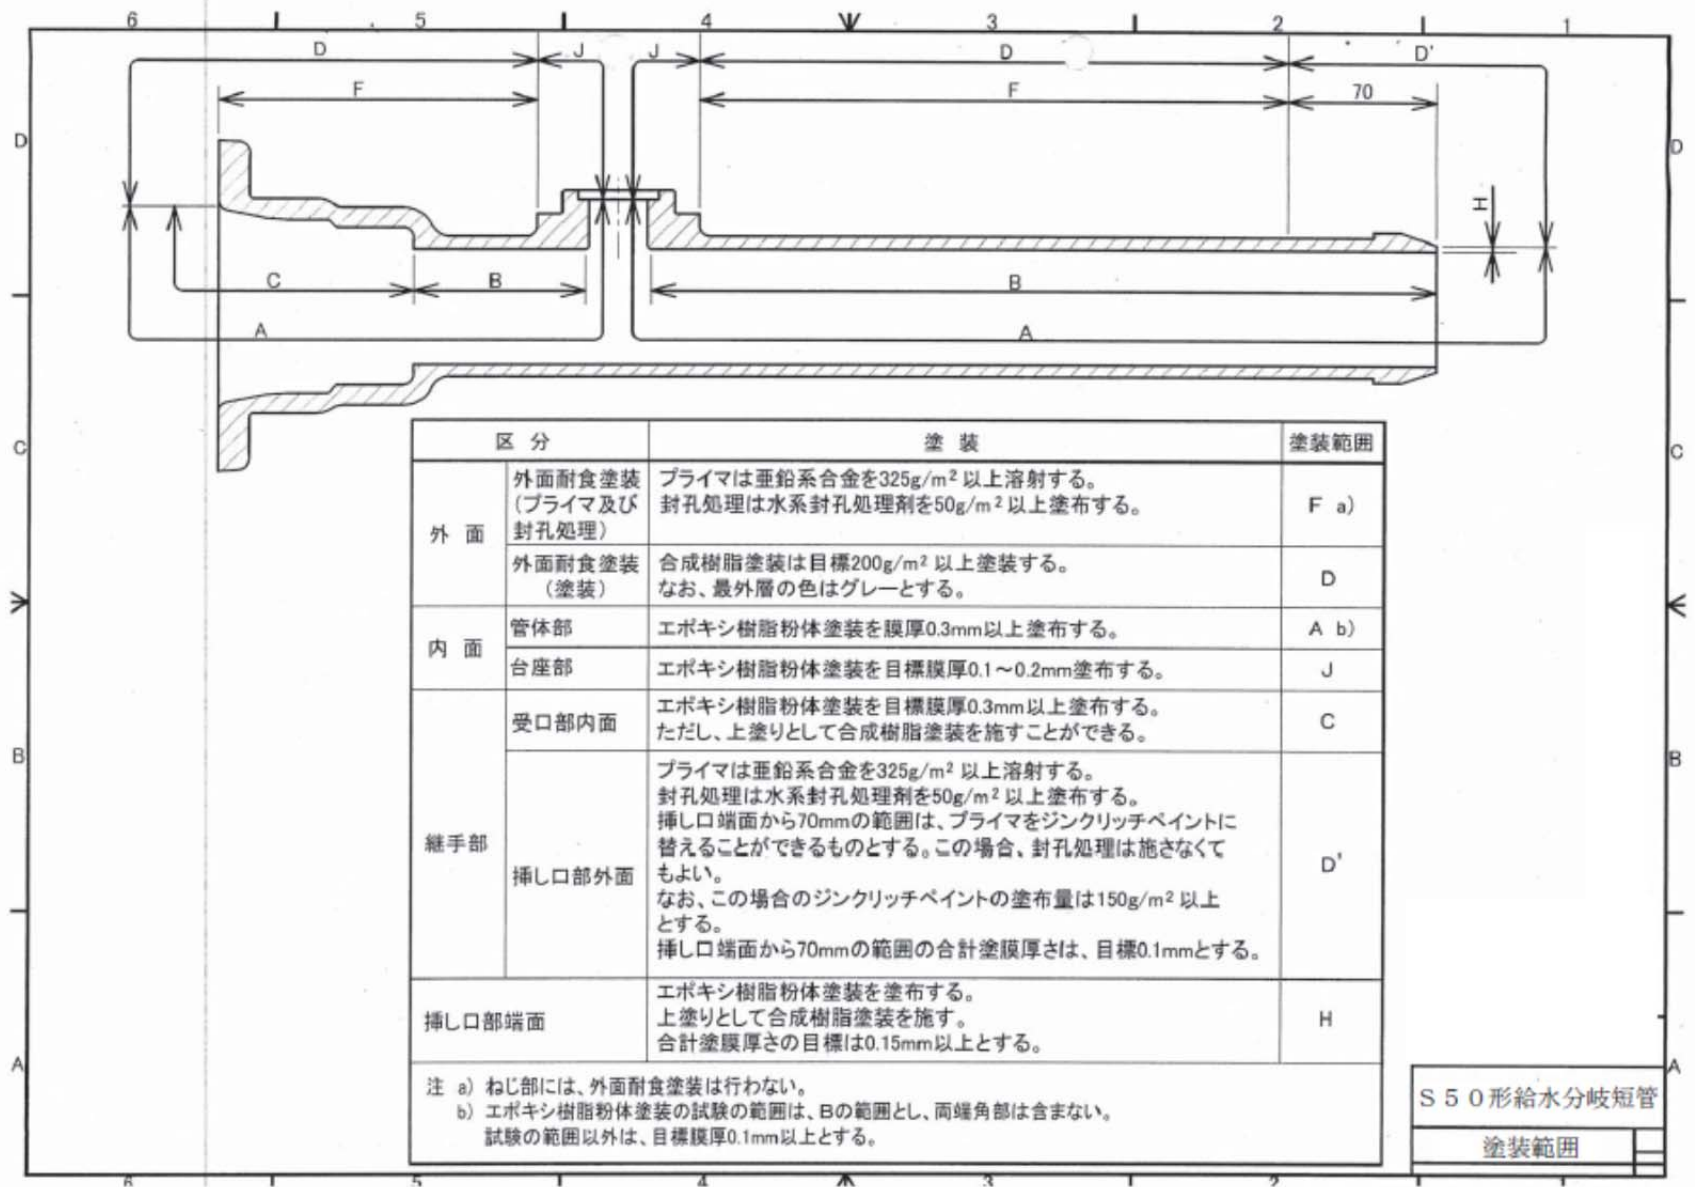 6 5 4 3 2 1
D J J D D'
F F 70
D D
H
C B B
A A
C C
区 分 塗 装 塗装範囲
外 面
外面耐食塗装
(プライマ及び
封孔処理)
プライマは亜鉛系合金を325g/m² 以上溶射する。
封孔処理は水系封孔処理剤を50g/m² 以上塗布する。
F a)
外面耐食塗装
(塗装)
合成樹脂塗装は目標200g/m² 以上塗装する。
なお、最外層の色はグレーとする。
D
内 面
管体部
エポキシ樹脂粉体塗装を膜厚0.3mm以上塗布する。
A b)
台座部
エポキシ樹脂粉体塗装を目標膜厚0.1～0.2mm塗布する。
J
継手部
受口部内面
エポキシ樹脂粉体塗装を目標膜厚0.3mm以上塗布する。
ただし、上塗りとして合成樹脂塗装を施すことができる。
C
挿し口部外面
プライマは亜鉛系合金を325g/m² 以上溶射する。
封孔処理は水系封孔処理剤を50g/m² 以上塗布する。
挿し口端面から70mmの範囲は、プライマをジンクリッチペイントに
替えることができるものとする。この場合、封孔処理は施さなくて
もよい。
なお、この場合のジンクリッチペイントの塗布量は150g/m² 以上
とする。
挿し口端面から70mmの範囲の合計塗膜厚さは、目標0.1mmとする。
D'
挿し口部端面
エポキシ樹脂粉体塗装を塗布する。
上塗りとして合成樹脂塗装を施す。
合計塗膜厚さの目標は0.15mm以上とする。
H
注 a) ねじ部には、外面耐食塗装は行わない。
b) エポキシ樹脂粉体塗装の試験の範囲は、Bの範囲とし、両端角部は含まない。
試験の範囲以外は、目標膜厚0.1mm以上とする。
B B
A A
S50形給水分岐短管
塗装範囲
6 5 4 3 2